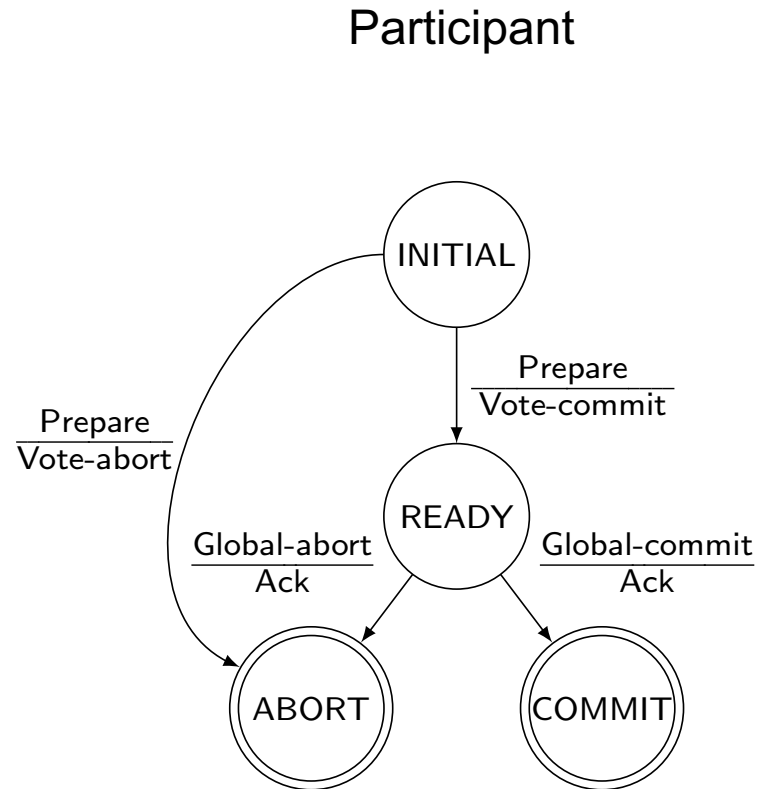 Participant
INITIAL
Prepare
Vote-commit
Prepare
Vote-abort
READY
Global-abort
Ack
Global-commit
Ack
ABORT
COMMIT